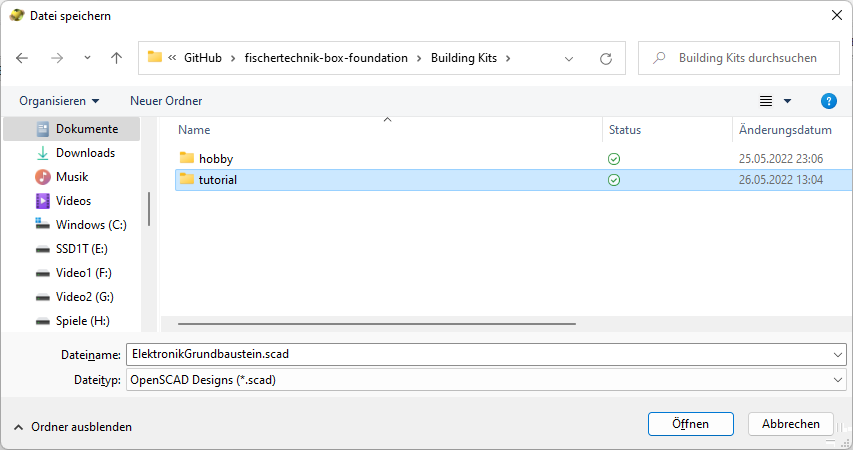 Datei speichern
« GitHub > fischertechnik-box-foundation > Building Kits >
Building Kits durchsuchen
Organisieren
Neuer Ordner
Name Status Änderungsdatum
Dokumente
Downloads
Musik
Videos
Windows (C:)
SSD1T (E:)
Video1 (F:)
Video2 (G:)
Spiele (H:)
hobby 25.05.2022 23:06
tutorial 26.05.2022 13:04
Dateiname: ElektronikGrundbaustein.scad
Dateityp: OpenSCAD Designs (*.scad)
Ordner ausblenden
Öffnen
Abbrechen